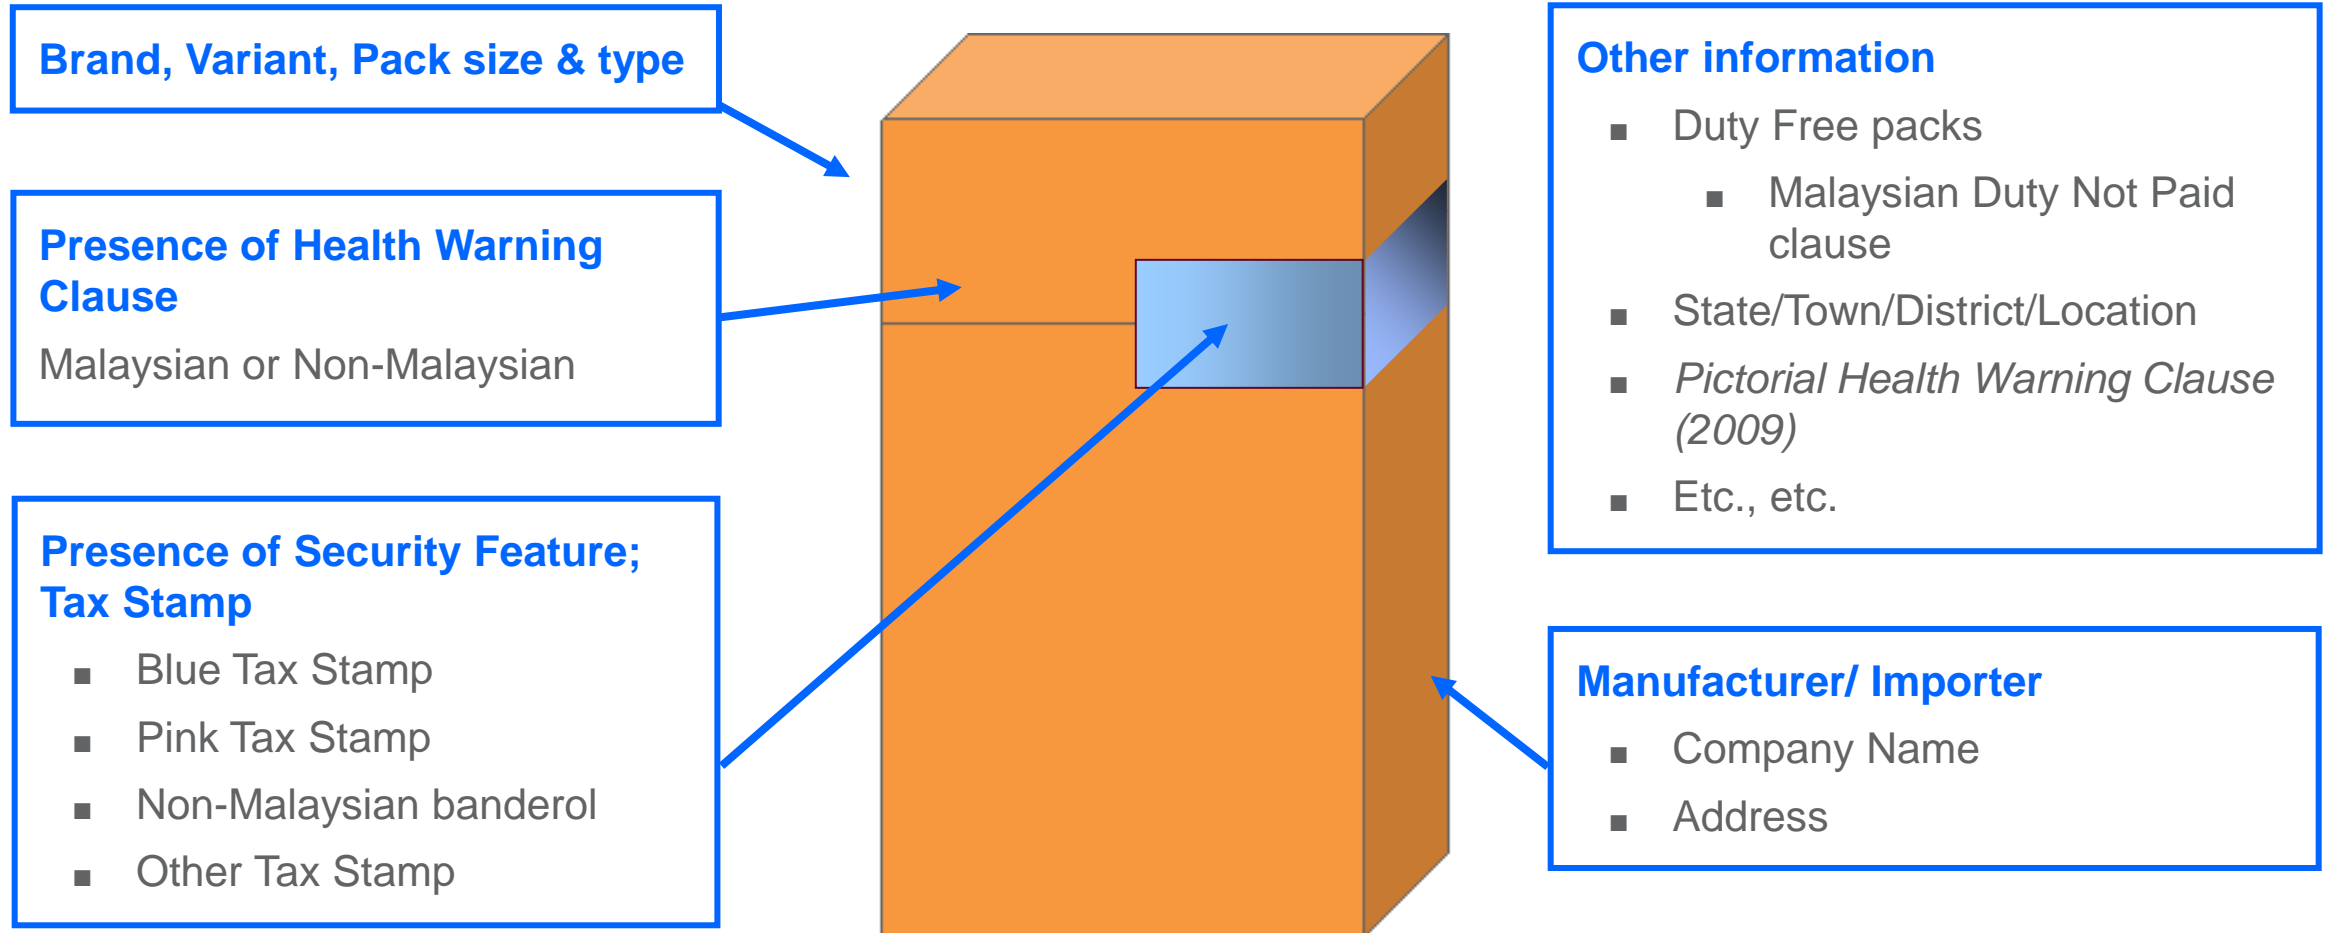 Brand, Variant, Pack size & type
Presence of Health Warning
Clause
Malaysian or Non-Malaysian
Presence of Security Feature;
Tax Stamp
■ Blue Tax Stamp
■ Pink Tax Stamp
■ Non-Malaysian banderol
■ Other Tax Stamp
Other information
■ Duty Free packs
■ Malaysian Duty Not Paid
clause
■ State/Town/District/Location
■ Pictorial Health Warning Clause
(2009)
■ Etc., etc.
Manufacturer/ Importer
■ Company Name
■ Address